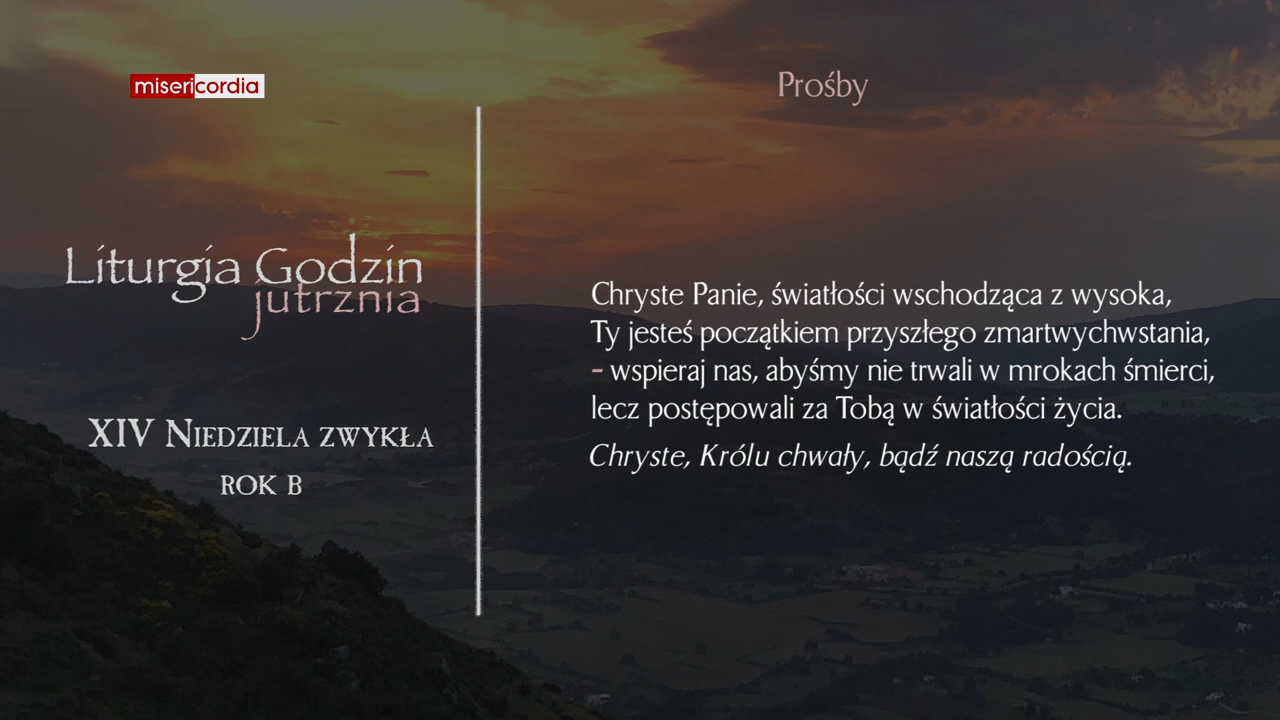 misericordia
Liturgia Godzin
jutrznia
XIV Niedziela zwykła
rok B
Prośby
Chryste Panie, światłości wschodząca z wysoka,
Ty jesteś początkiem przyszłego zmartwychwstania,
- wspieraj nas, abyśmy nie trwali w mrokach śmierci,
lecz postępowali za Tobą w światłości życia.
Chryste, Królu chwały, bądź naszą radością.